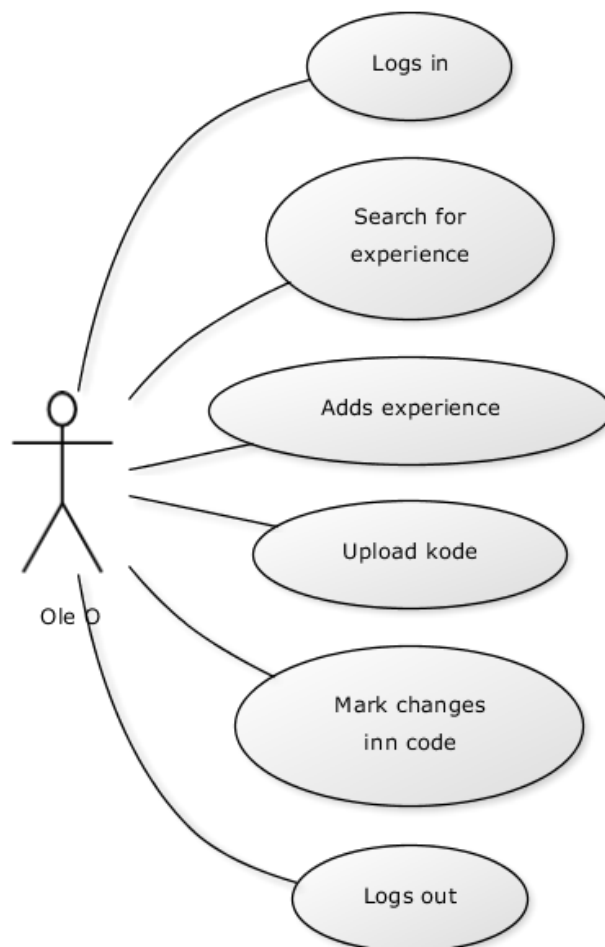 Logs in
Search for
experience
Adds experience
Upload kode
Ole O
Mark changes
inn code
Logs out